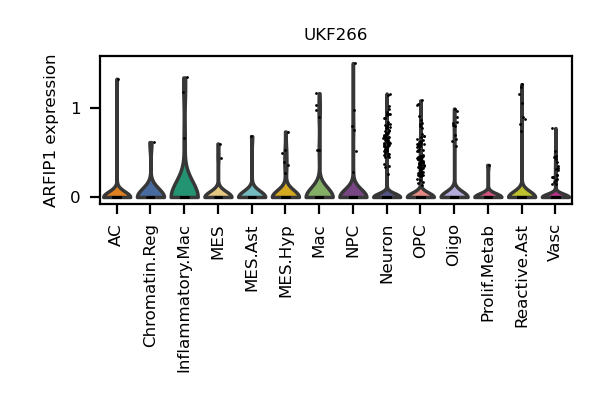 UKF266
ARFIP1 expression
1
0
AC
Chromatin.Reg
Inflammatory.Mac
MES
MES.Ast
MES.Hyp
Mac
NPC
Neuron
OPC
Oligo
Prolif.Metab
Reactive.Ast
Vasc